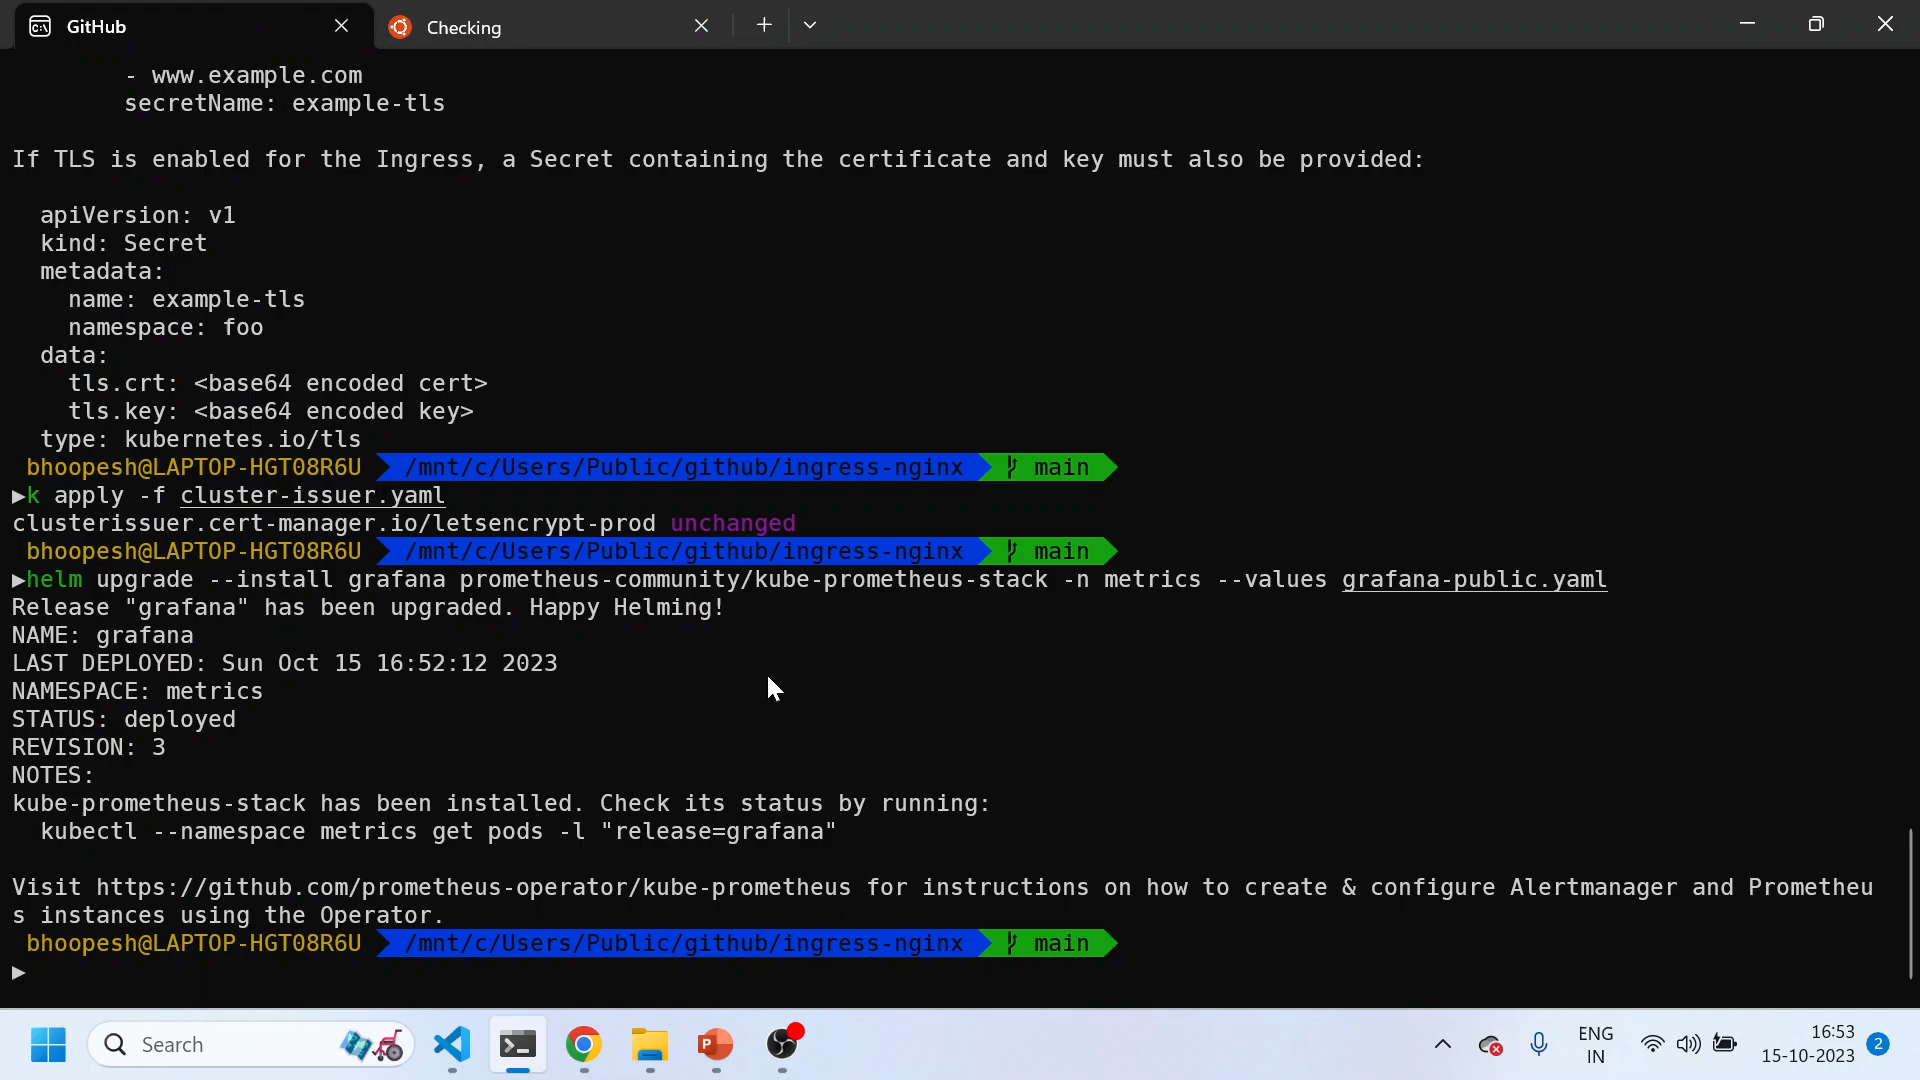 GitHub
Checking
- www.example.com
secretName: example-tls
If TLS is enabled for the Ingress, a Secret containing the certificate and key must also be provided:
apiVersion: v1
kind: Secret
metadata:
name: example-tls
namespace: foo
data:
tls.crt: <base64 encoded cert>
tls.key: <base64 encoded key>
type: kubernetes.io/tls
bhoopesh@LAPTOP-HGT08R6U /mnt/c/Users/Public/github/ingress-nginx main
▶k apply -f cluster-issuer.yaml
clusterissuer.cert-manager.io/letsencrypt-prod unchanged
bhoopesh@LAPTOP-HGT08R6U /mnt/c/Users/Public/github/ingress-nginx main
▶helm upgrade --install grafana prometheus-community/kube-prometheus-stack -n metrics --values grafana-public.yaml
Release "grafana" has been upgraded. Happy Helming!
NAME: grafana
LAST DEPLOYED: Sun Oct 15 16:52:12 2023
NAMESPACE: metrics
STATUS: deployed
REVISION: 3
NOTES:
kube-prometheus-stack has been installed. Check its status by running:
kubectl --namespace metrics get pods -l "release=grafana"
Visit https://github.com/prometheus-operator/kube-prometheus for instructions on how to create & configure Alertmanager and Prometheu
s instances using the Operator.
bhoopesh@LAPTOP-HGT08R6U /mnt/c/Users/Public/github/ingress-nginx main
▶
Search
ENG
IN
16:53
15-10-2023
2